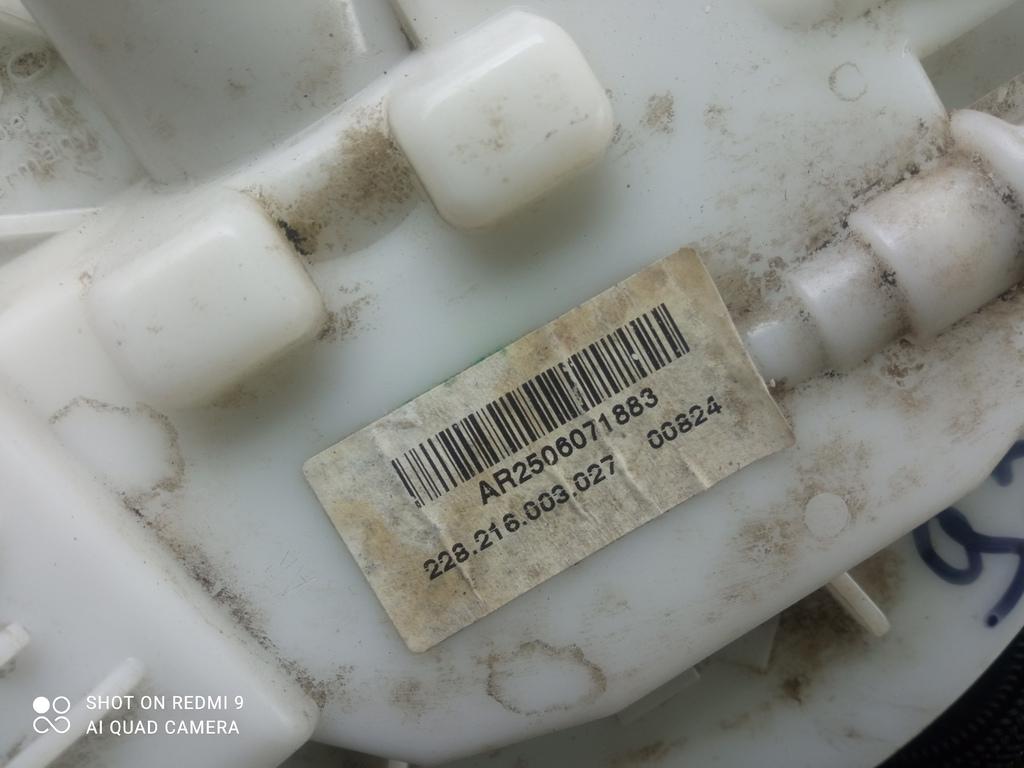 AR2506071883
228.216.003.027 00824
SHOT ON REDMI 9
AI QUAD CAMERA